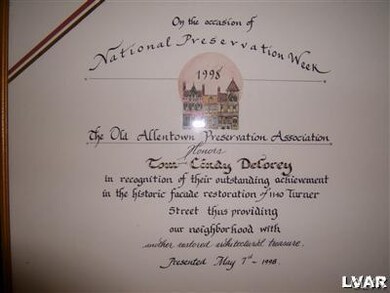 On the occasion of
National Preservation Week
1998
The Old Allentown Preservation Association
Honors
Tom Cindy DeCorey
in recognition of their outstanding achievement
in the historic facade restoration of 1140 Turner
Street thus providing
our neighborhood with
another restored architectural treasure.
Presented May 7th - 1998.
LVAR